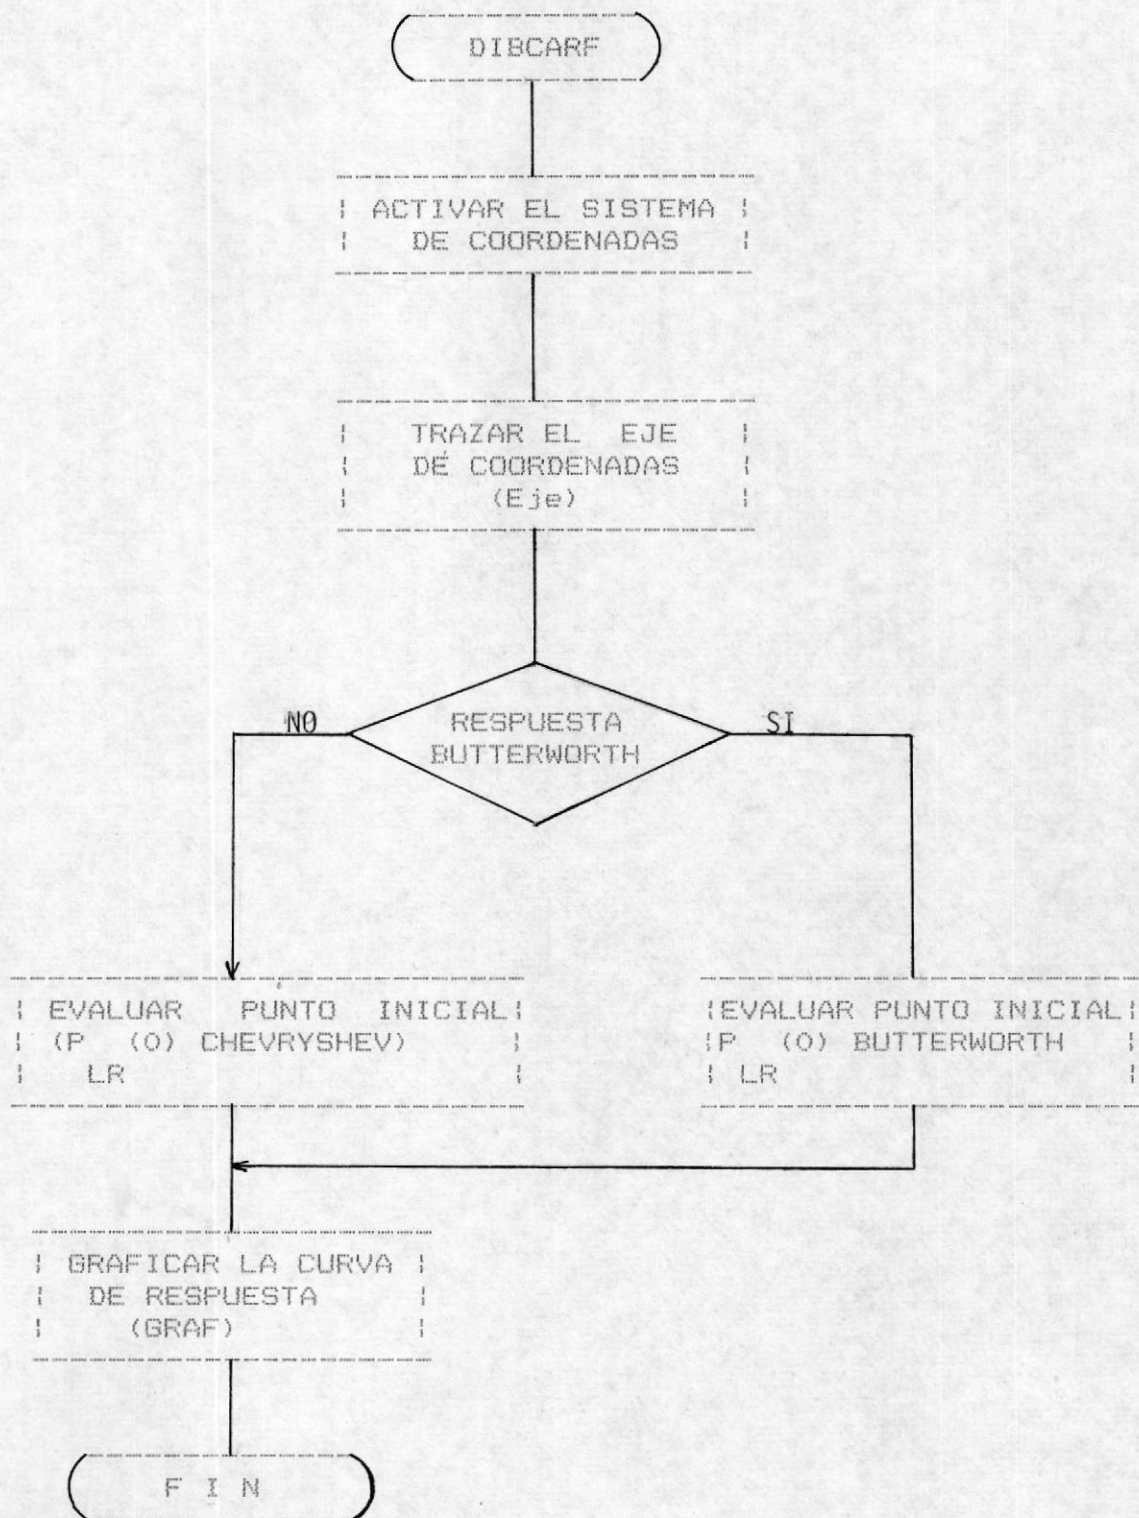 DIBCARF
ACTIVAR EL SISTEMA
DE COORDENADAS
TRAZAR EL EJE
DE COORDENADAS
(Eje)
NO
RESPUESTA
BUTTERWORTH
SI
EVALUAR PUNTO INICIAL
(P (O) CHEVRYSHEV)
LR
EVALUAR PUNTO INICIAL
P (O) BUTTERWORTH
LR
GRAFICAR LA CURVA
DE RESPUESTA
(GRAF)
F I N